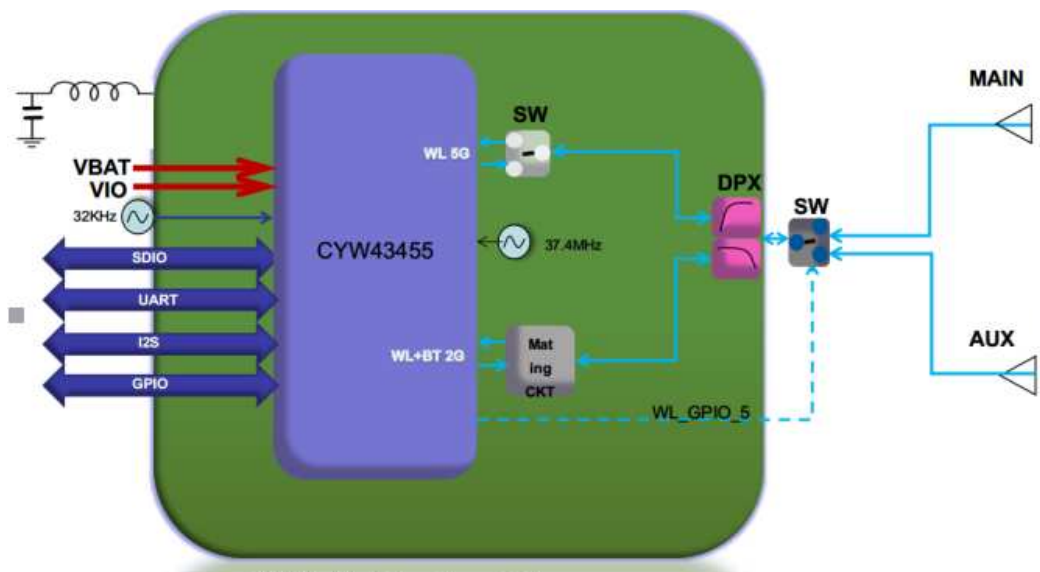 MAIN
SW
WL 5G
VBAT
VIO
DPX
SW
32KHz
CYW43455
37.4MHz
SDIO
UART
I2S
GPIO
WL+BT 2G
Mat
ing
CKT
AUX
WL_GPIO_5